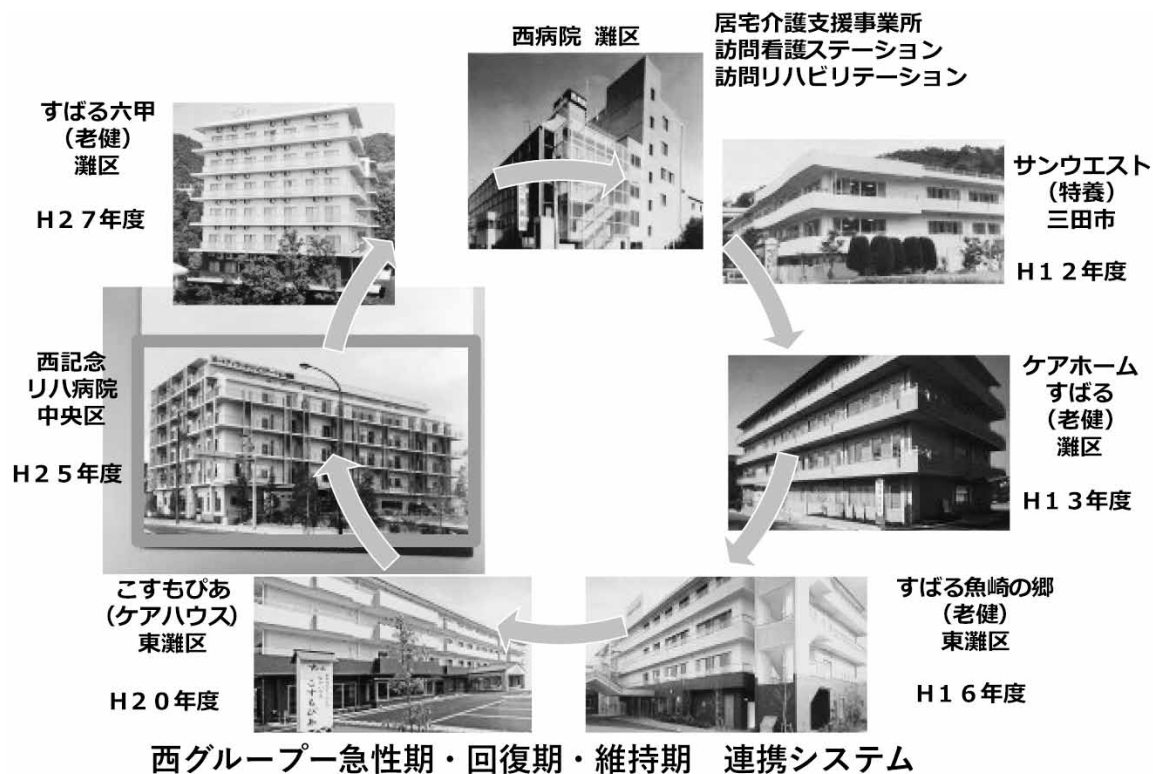 西病院 灘区
居宅介護支援事業所
訪問看護ステーション
訪問リハビリテーション
サンウエスト
(特養)
三田市
H12年度
ケアホーム
すばる
(老健)
灘区
H13年度
すばる魚崎の郷
(老健)
東灘区
H16年度
こすもぴあ
(ケアハウス)
東灘区
H20年度
こすもぴあ
西記念
リハ病院
中央区
H25年度
すばる六甲
(老健)
灘区
H27年度
西グループー急性期・回復期・維持期 連携システム